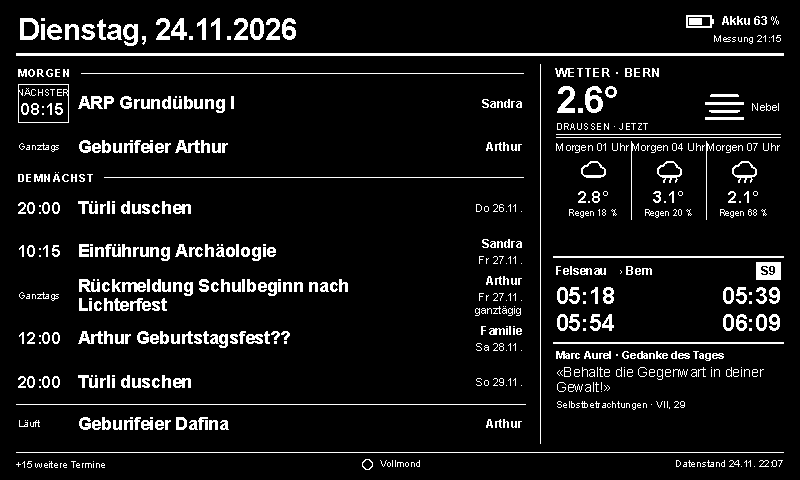 Dienstag, 24.11.2026
Akku 63 %
Messung 21:15
MORGEN
NÄCHSTER
08:15 ARP Grundübung I Sandra
Ganztags Geburifeier Arthur Arthur
DEMNÄCHST
20:00 Türli duschen Do 26.11.
10:15 Einführung Archäologie Sandra
Fr 27.11.
Ganztags Rückmeldung Schulbeginn nach
Lichterfest
Arthur
Fr 27.11.
ganztägig
12:00 Arthur Geburtstagsfest?? Familie
Sa 28.11.
20:00 Türli duschen So 29.11.
Läuft Geburifeier Dafina Arthur
WETTER · BERN
2.6°
Nebel
DRAUSSEN · JETZT
Morgen 01 Uhr Morgen 04 Uhr Morgen 07 Uhr
2.8° 3.1° 2.1°
Regen 18 % Regen 20 % Regen 68 %
Felsenau › Bern S9
05:18 05:39
05:54 06:09
Marc Aurel · Gedanke des Tages
«Behalte die Gegenwart in deiner
Gewalt!»
Selbstbetrachtungen · VII, 29
+15 weitere Termine
Vollmond
Datenstand 24.11. 22:07